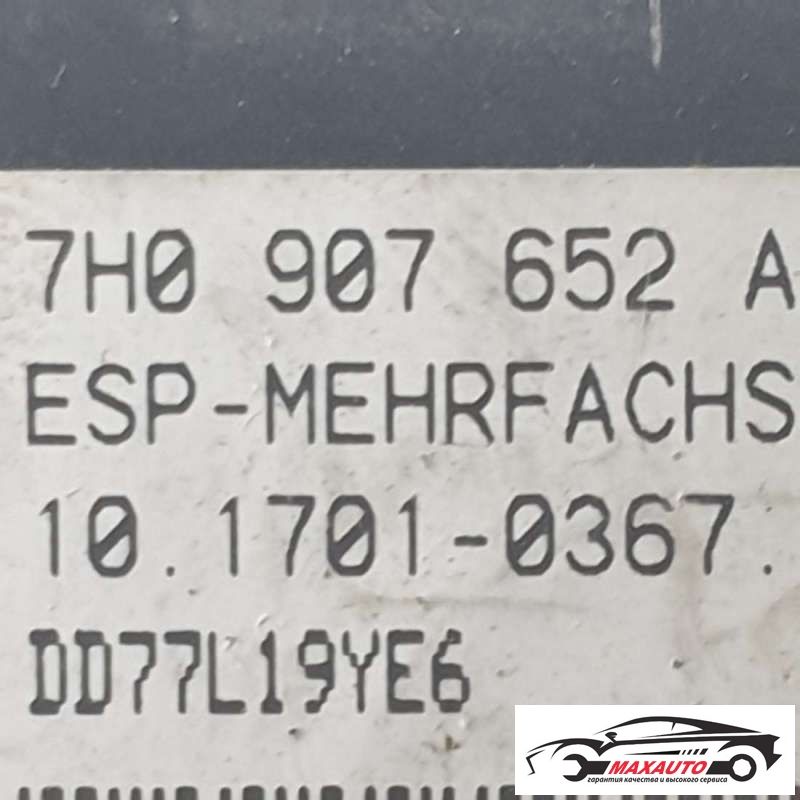 7H0 907 652 A
ESP-MEHRFACHS
10.1701-0367.
DD77L19YE6
MAXAUTO
гарантия качества и высокого сервиса